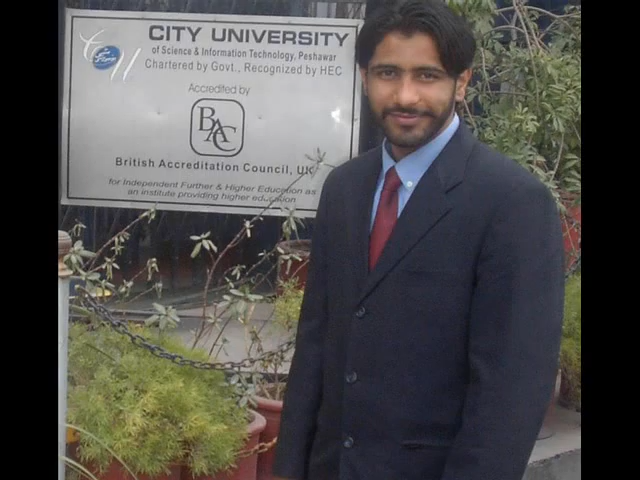 CITY UNIVERSITY
of Science & Information Technology, Peshawar
Chartered by Govt., Recognized by HEC
Accredited by
BAC
British Accreditation Council, UK
for Independent Further & Higher Education as
an institute providing higher education